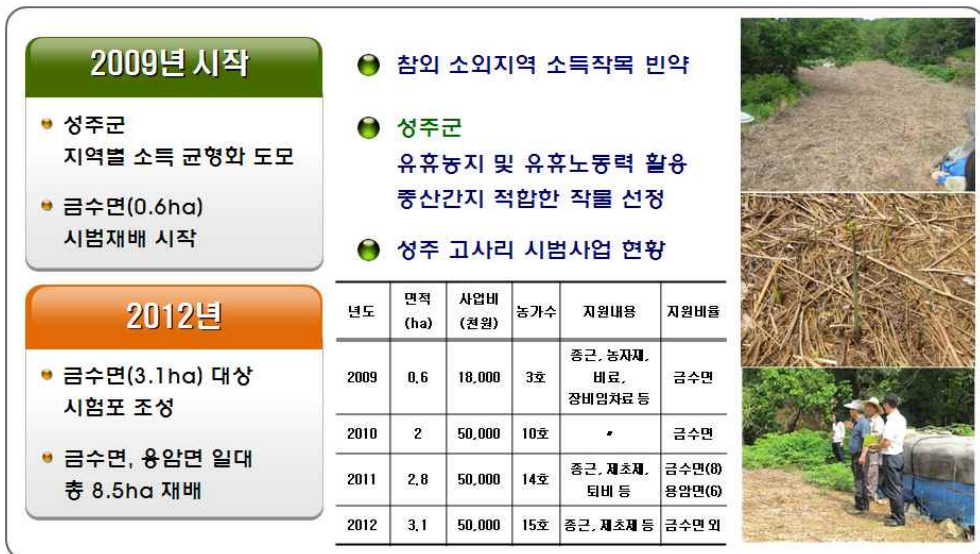 2009년 시작
성주군
지역별 소득 균형화 도모
금수면(0.6ha)
시범재배 시작
2012년
금수면(3.1ha) 대상
시험포 조성
금수면, 용암면 일대
총 8.5ha 재배
참외 소외지역 소득작목 빈약
성주군
유휴농지 및 유휴노동력 활용
중산간지 적합한 작물 선정
성주 고사리 시범사업 현황
년도 면적 (ha) 사업비 (천원) 농가수 지원내용 지원비율
2009 0.6 18,000 3호 종근, 농자재, 비료, 장비임차료 등 금수면
2010 2 50,000 10호 〃 금수면
2011 2.8 50,000 14호 종근, 제초제, 퇴비 등 금수면(8) 용암면(6)
2012 3.1 50,000 15호 종근, 제초제 등 금수면 외